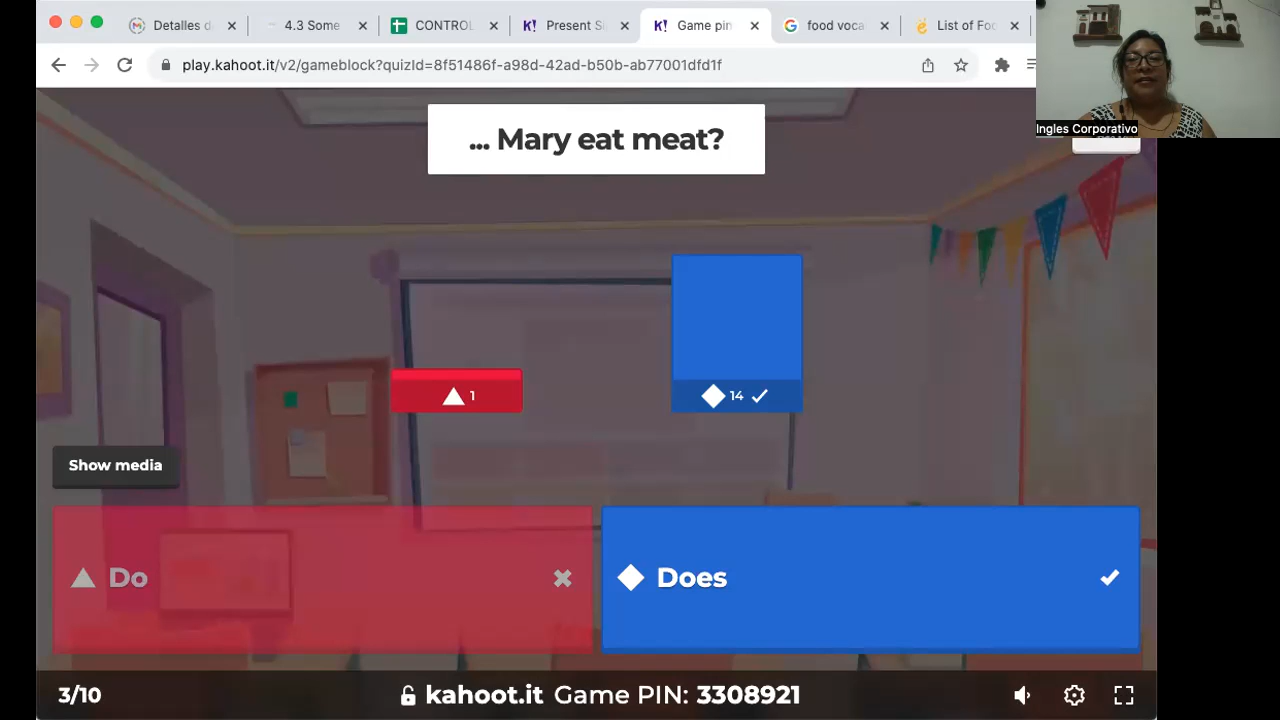 Detalles d
4.3 Some
CONTROL
K! Present Si
K! Game pin
food voca
List of Foo
play.kahoot.it/v2/gameblock?quizId=8f51486f-a98d-42ad-b50b-ab77001dfd1f
Ingles Corporativo
... Mary eat meat?
1
14
Show media
Do
Does
3/10
kahoot.it Game PIN: 3308921